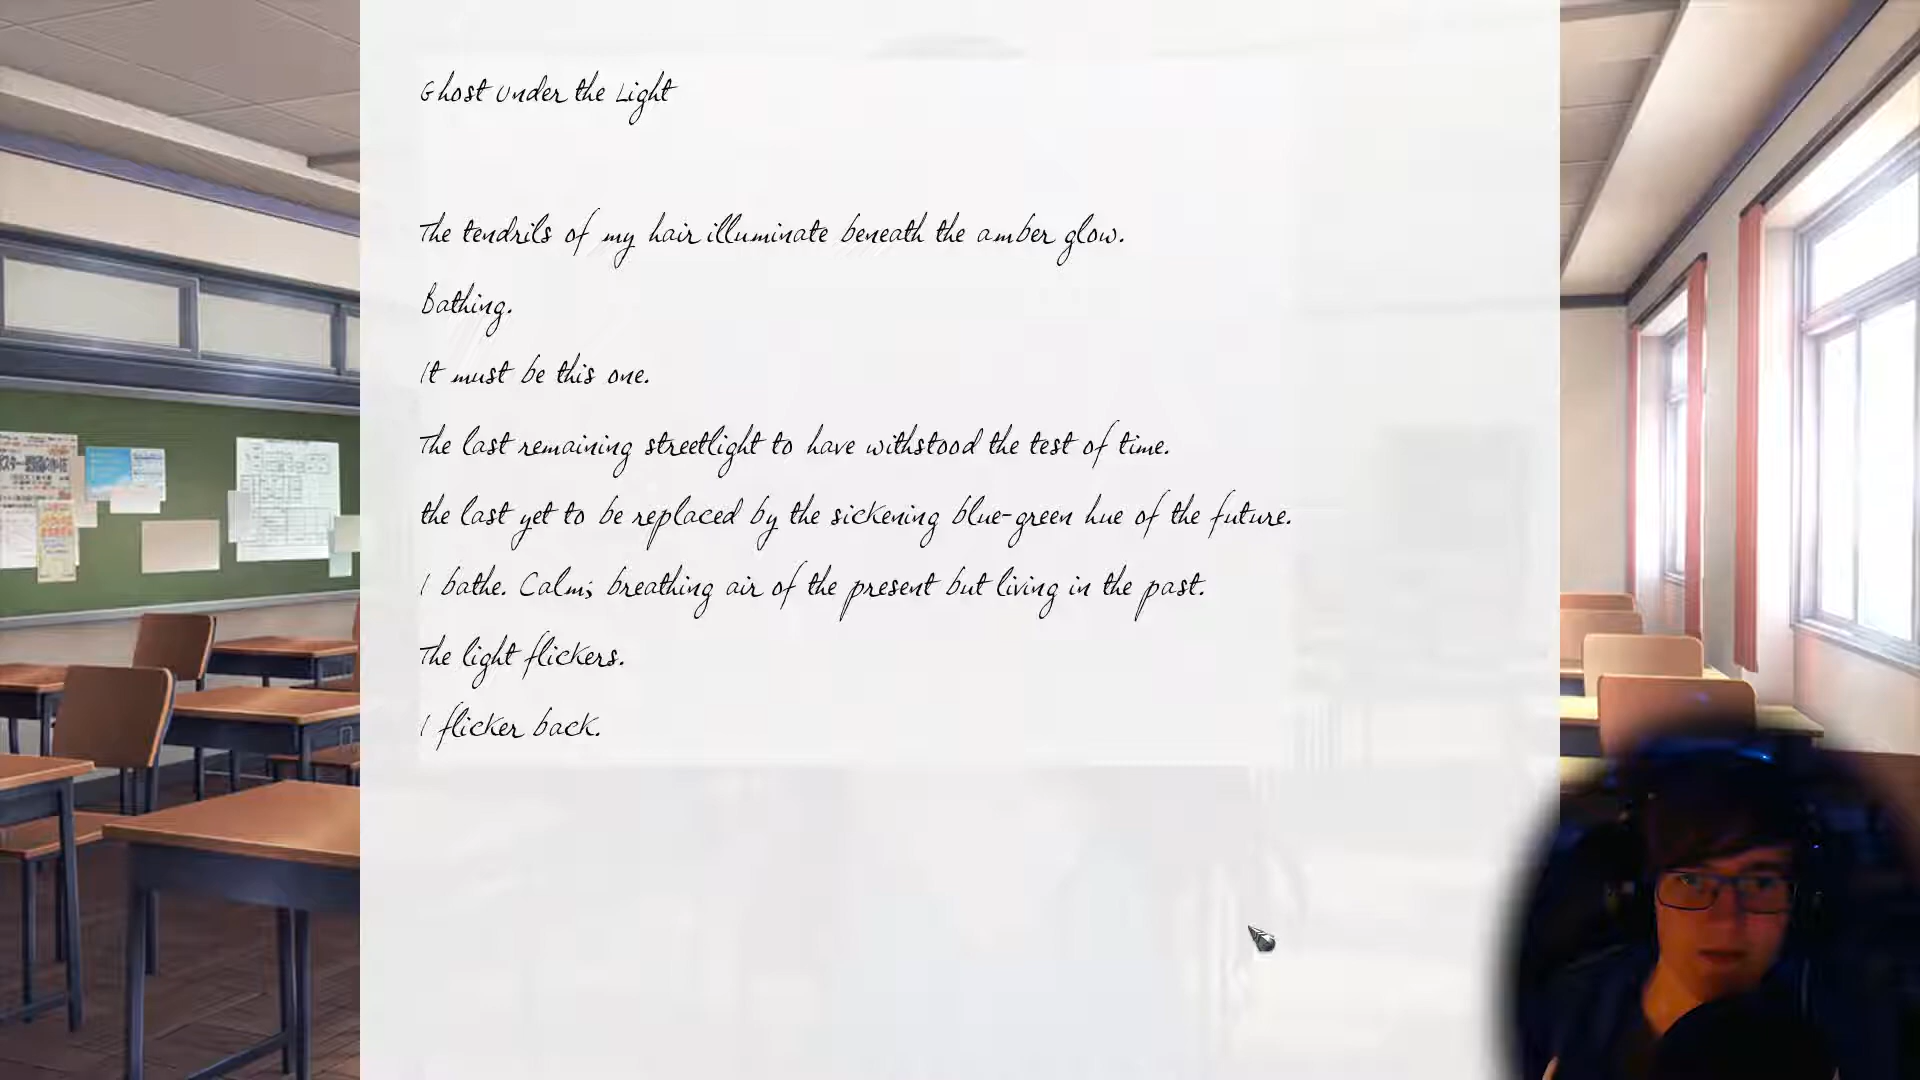 Ghost Under the Light
The tendrils of my hair illuminate beneath the amber glow.
Bathing.
It must be this one.
The last remaining streetlight to have withstood the test of time.
the last yet to be replaced by the sickening blue-green hue of the future.
I bathe. Calm; breathing air of the present but living in the past.
The light flickers.
I flicker back.